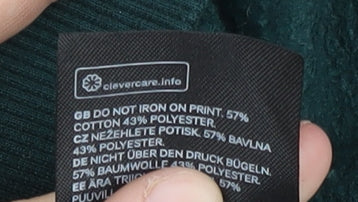 clevercare.info
GB DO NOT IRON ON PRINT. 57%
COTTON 43% POLYESTER.
CZ NEŽEHLETE POTISK. 57% BAVLNA
43% POLYESTER.
DE NICHT ÜBER DEN DRUCK BÜGELN.
57% BAUMWOLLE 43% POLYESTER.
EE ÄRA 57%